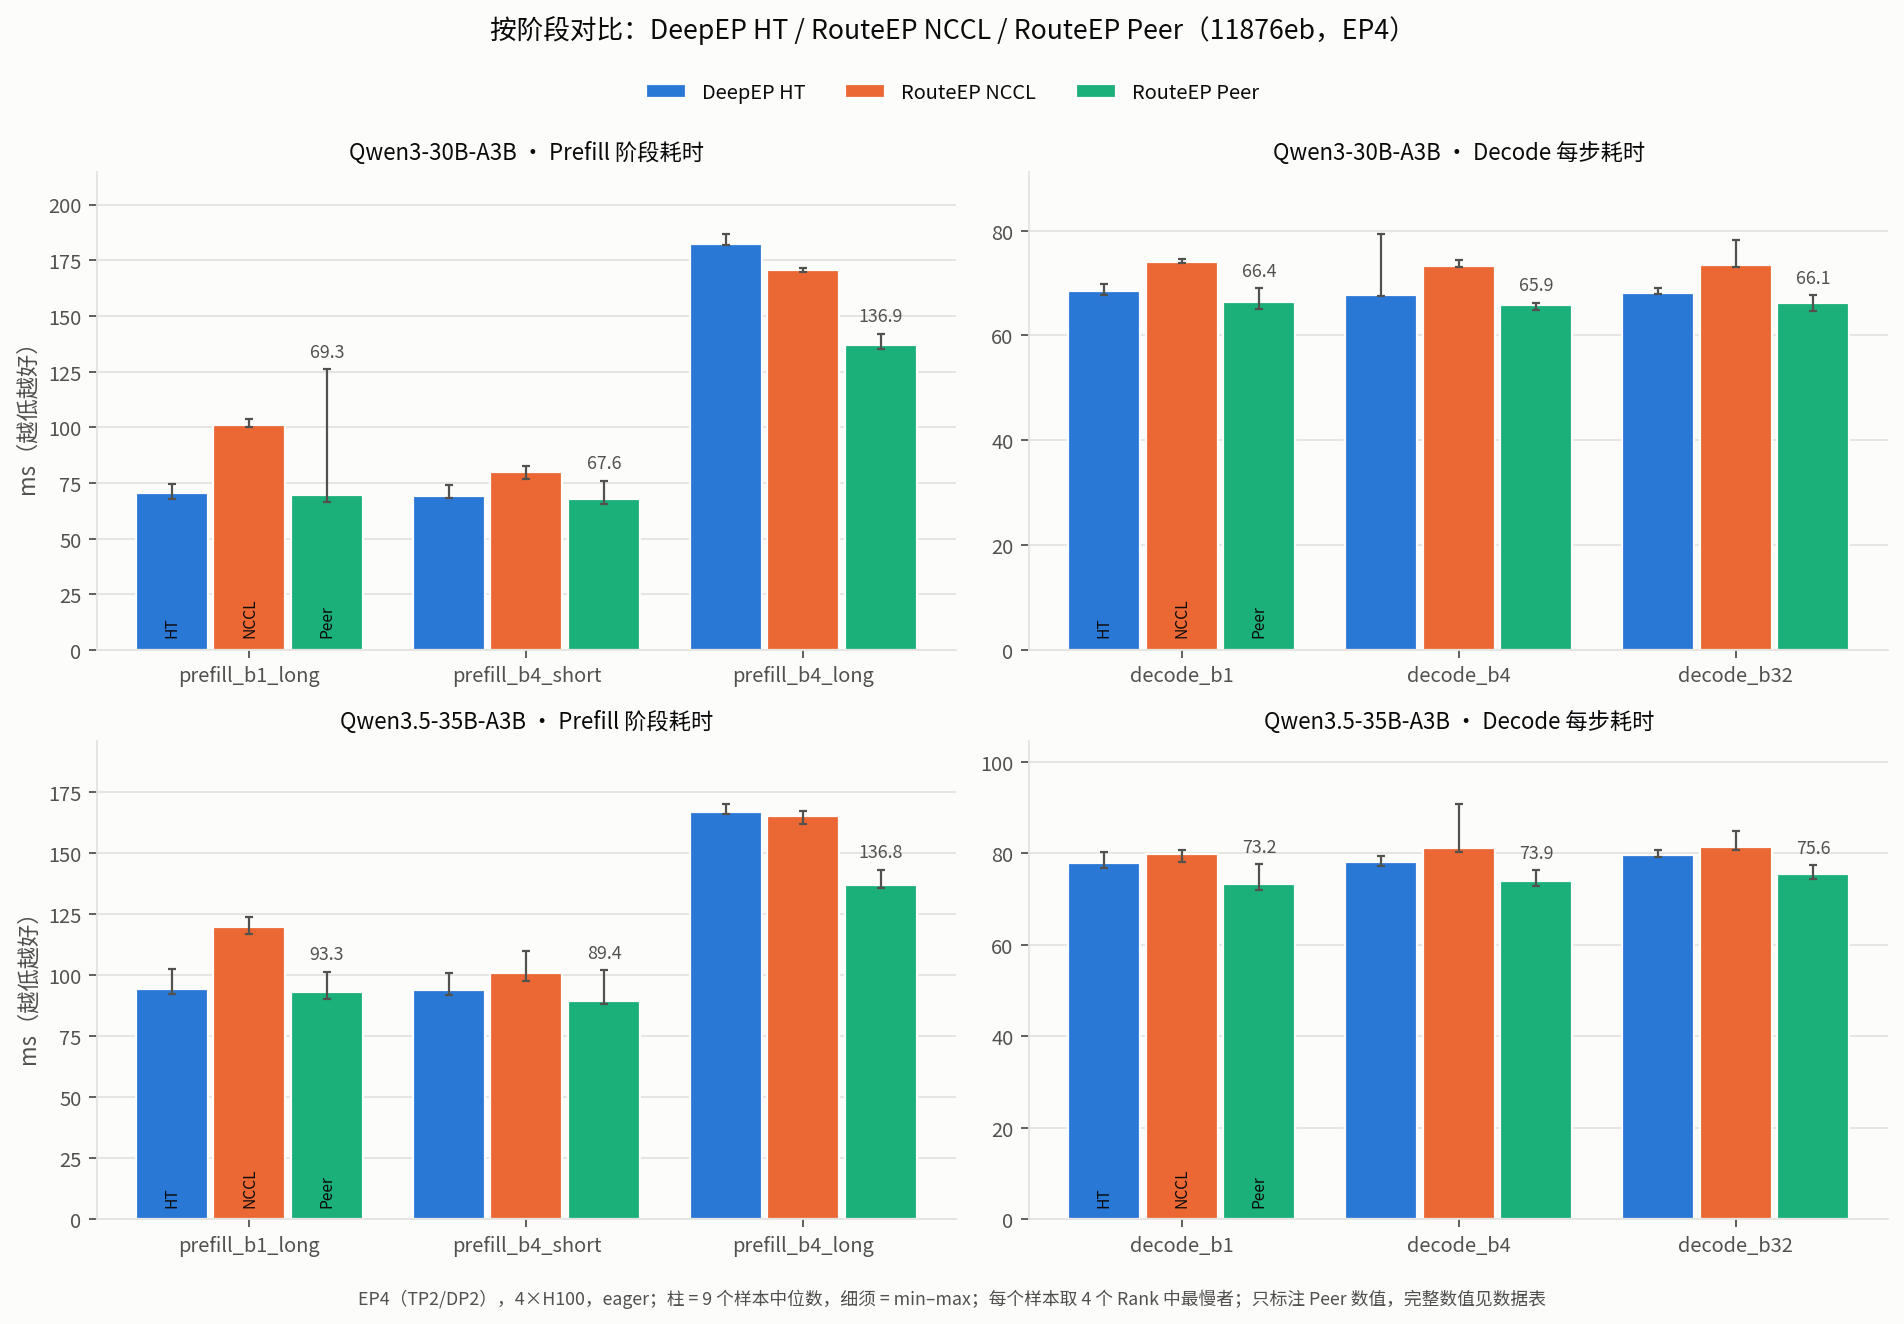 按阶段对比：DeepEP HT / RouteEP NCCL / RouteEP Peer（11876eb，EP4）
DeepEP HT
RouteEP NCCL
RouteEP Peer
Qwen3-30B-A3B · Prefill 阶段耗时
ms（越低越好）
200
175
150
125
100
75
50
25
0
69.3
67.6
136.9
HT
NCCL
Peer
prefill_b1_long
prefill_b4_short
prefill_b4_long
Qwen3-30B-A3B · Decode 每步耗时
80
60
40
20
0
66.4
65.9
66.1
HT
NCCL
Peer
decode_b1
decode_b4
decode_b32
Qwen3.5-35B-A3B · Prefill 阶段耗时
ms（越低越好）
175
150
125
100
75
50
25
0
93.3
89.4
136.8
HT
NCCL
Peer
prefill_b1_long
prefill_b4_short
prefill_b4_long
Qwen3.5-35B-A3B · Decode 每步耗时
100
80
60
40
20
0
73.2
73.9
75.6
HT
NCCL
Peer
decode_b1
decode_b4
decode_b32
EP4（TP2/DP2），4×H100，eager；柱 = 9 个样本中位数，细须 = min–max；每个样本取 4 个 Rank 中最慢者；只标注 Peer 数值，完整数值见数据表